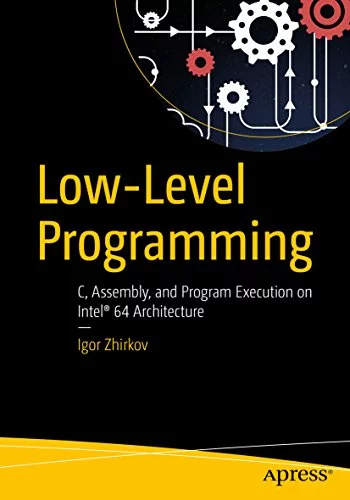 Low-Level
Programming
C, Assembly, and Program Execution on
Intel® 64 Architecture
—
Igor Zhirkov
Apress®